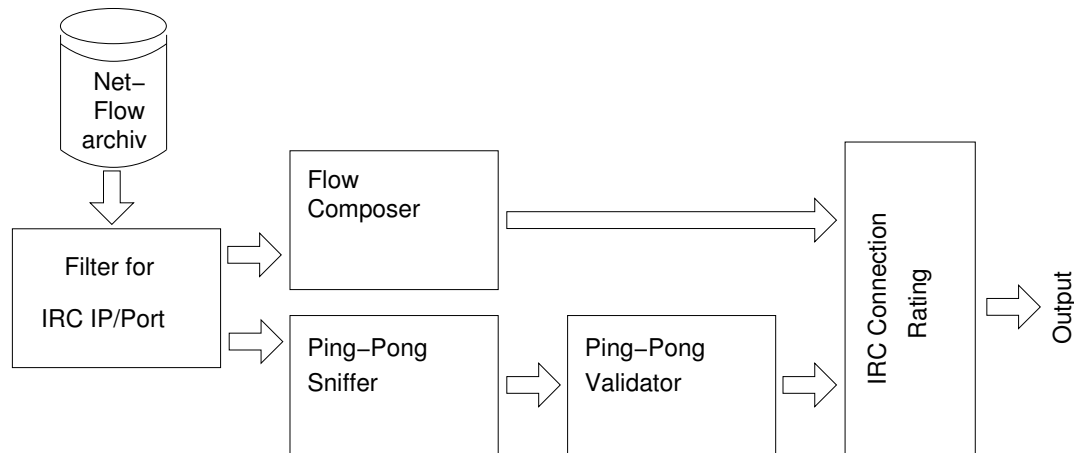 Net–
Flow
archiv
Filter for
IRC IP/Port
Flow
Composer
Ping–Pong
Sniffer
Ping–Pong
Validator
IRC Connection
Rating
Output